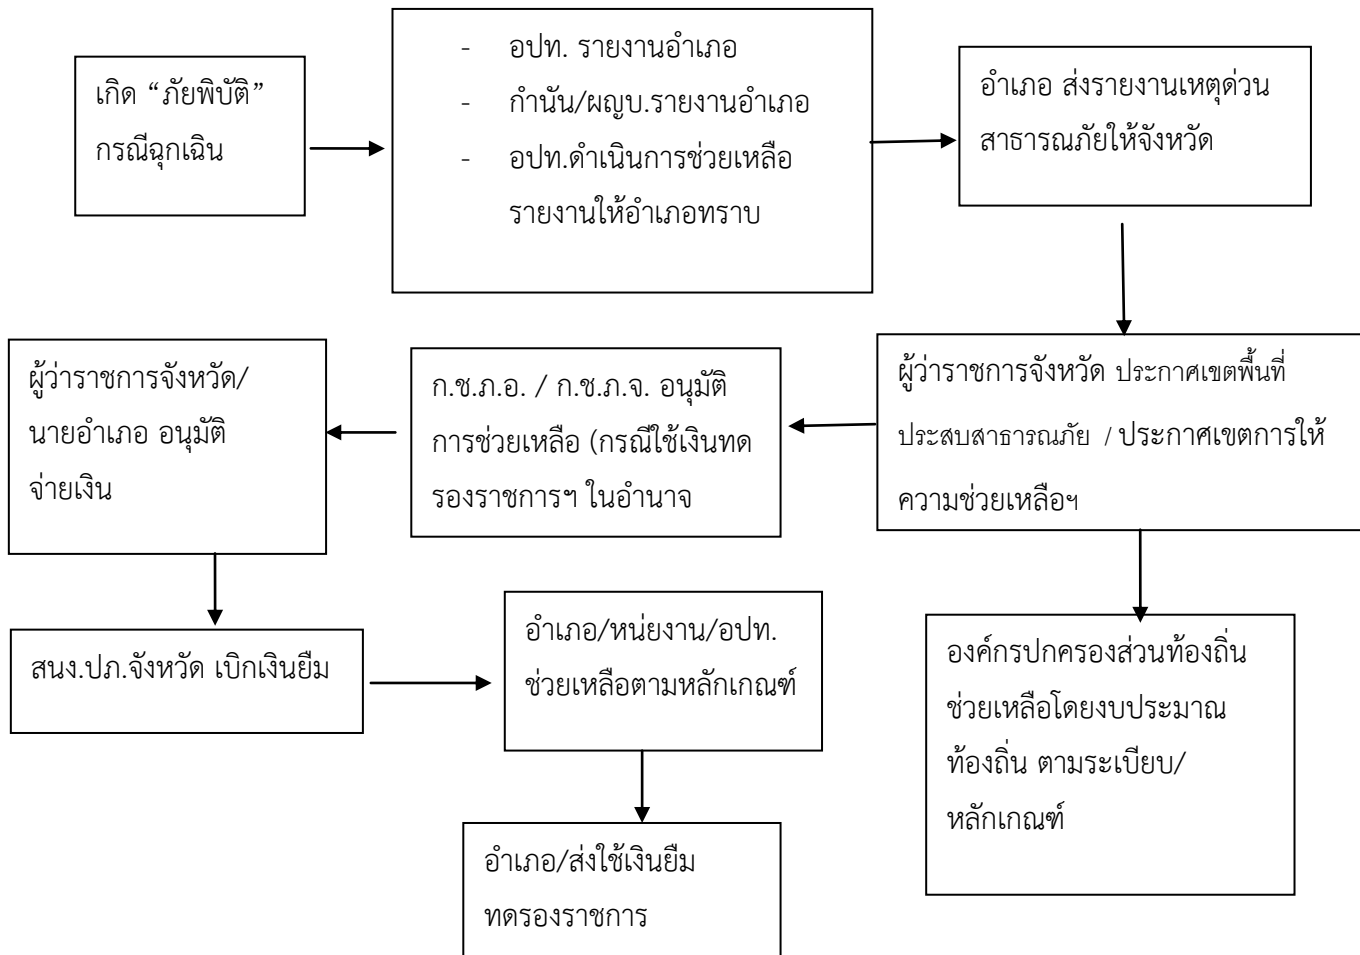 เกิด “ภัยพิบัติ”
กรณีฉุกเฉิน
- อปท. รายงานอำเภอ
- กำนัน/ผญบ.รายงานอำเภอ
- อปท.ดำเนินการช่วยเหลือ
รายงานให้อำเภอทราบ
อำเภอ ส่งรายงานเหตุด่วน
สาธารณภัยให้จังหวัด
ผู้ว่าราชการจังหวัด ประกาศเขตพื้นที่
ประสบสาธารณภัย / ประกาศเขตการให้
ความช่วยเหลือฯ
ก.ช.ภ.อ. / ก.ช.ภ.จ. อนุมัติ
การช่วยเหลือ (กรณีใช้เงินทด
รองราชการฯ ในอำนาจ
ผู้ว่าราชการจังหวัด/
นายอำเภอ อนุมัติ
จ่ายเงิน
สนง.ปภ.จังหวัด เบิกเงินยืม
อำเภอ/หน่ยงาน/อปท.
ช่วยเหลือตามหลักเกณฑ์
อำเภอ/ส่งใช้เงินยืม
ทดรองราชการ
องค์กรปกครองส่วนท้องถิ่น
ช่วยเหลือโดยงบประมาณ
ท้องถิ่น ตามระเบียบ/
หลักเกณฑ์